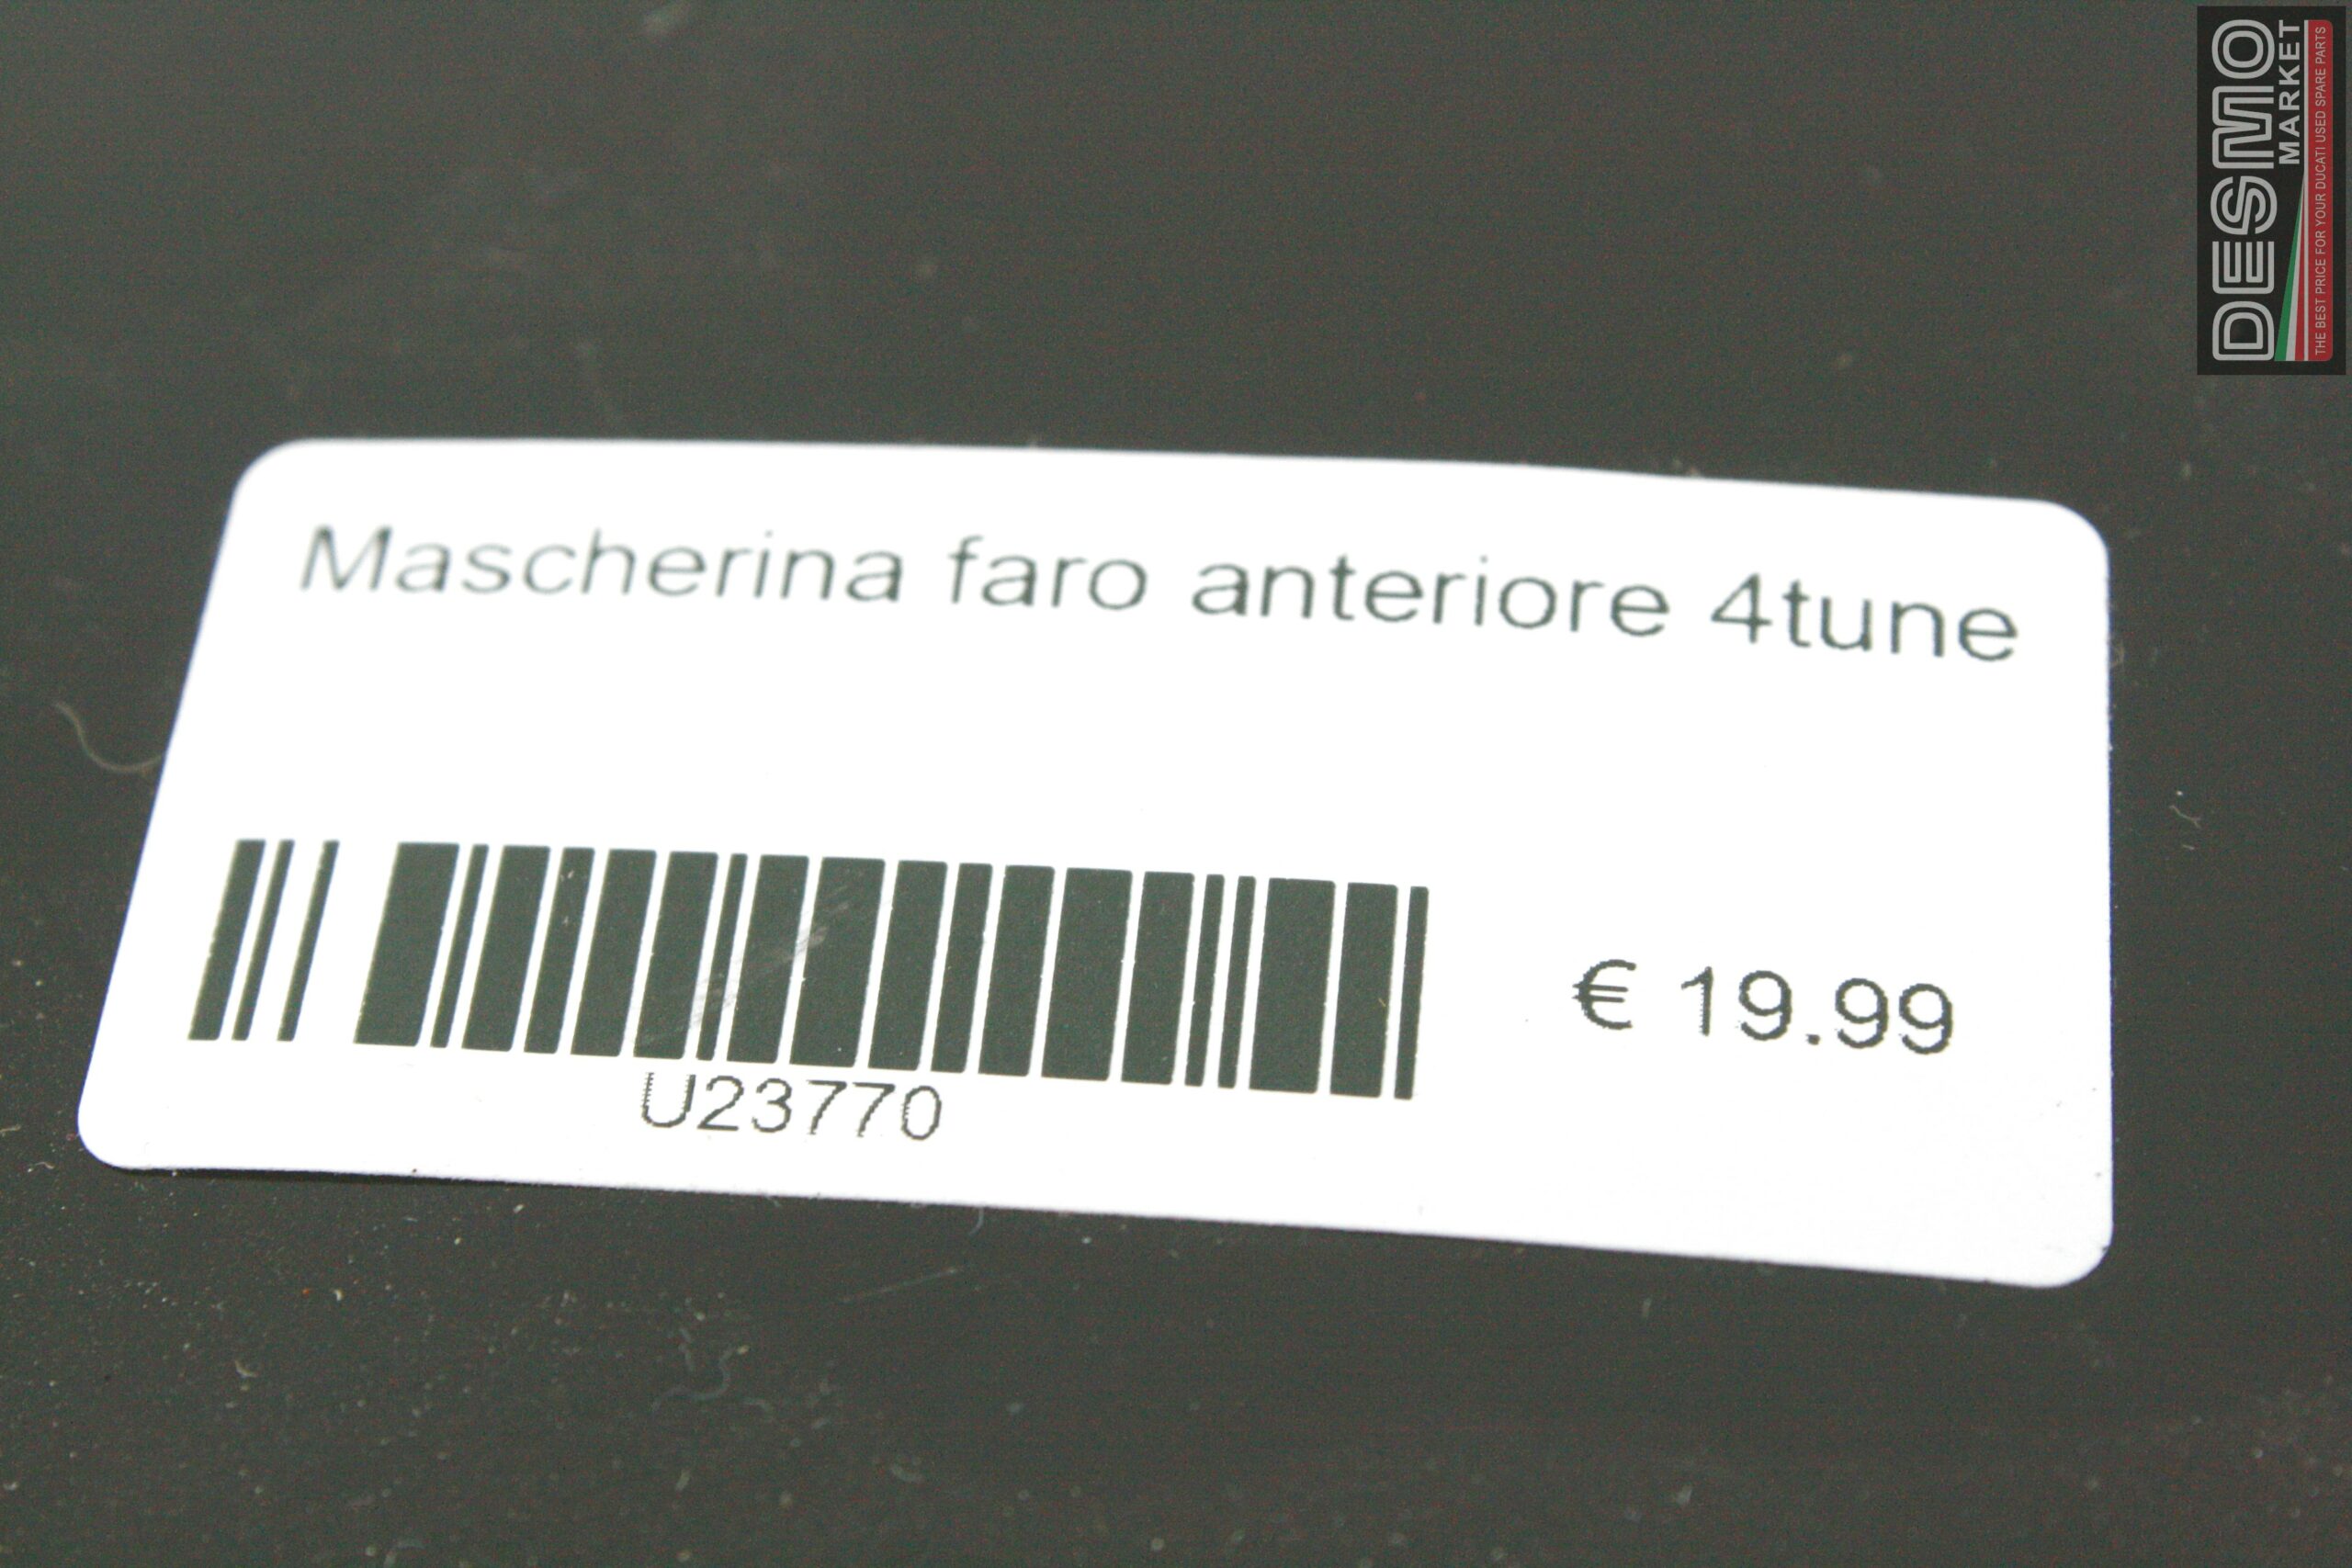 Mascherina faro anteriore 4tune
€ 19.99
U23770
DESMO
MARKET
THE BEST PRICE FOR YOUR DUCATI USED SPARE PARTS